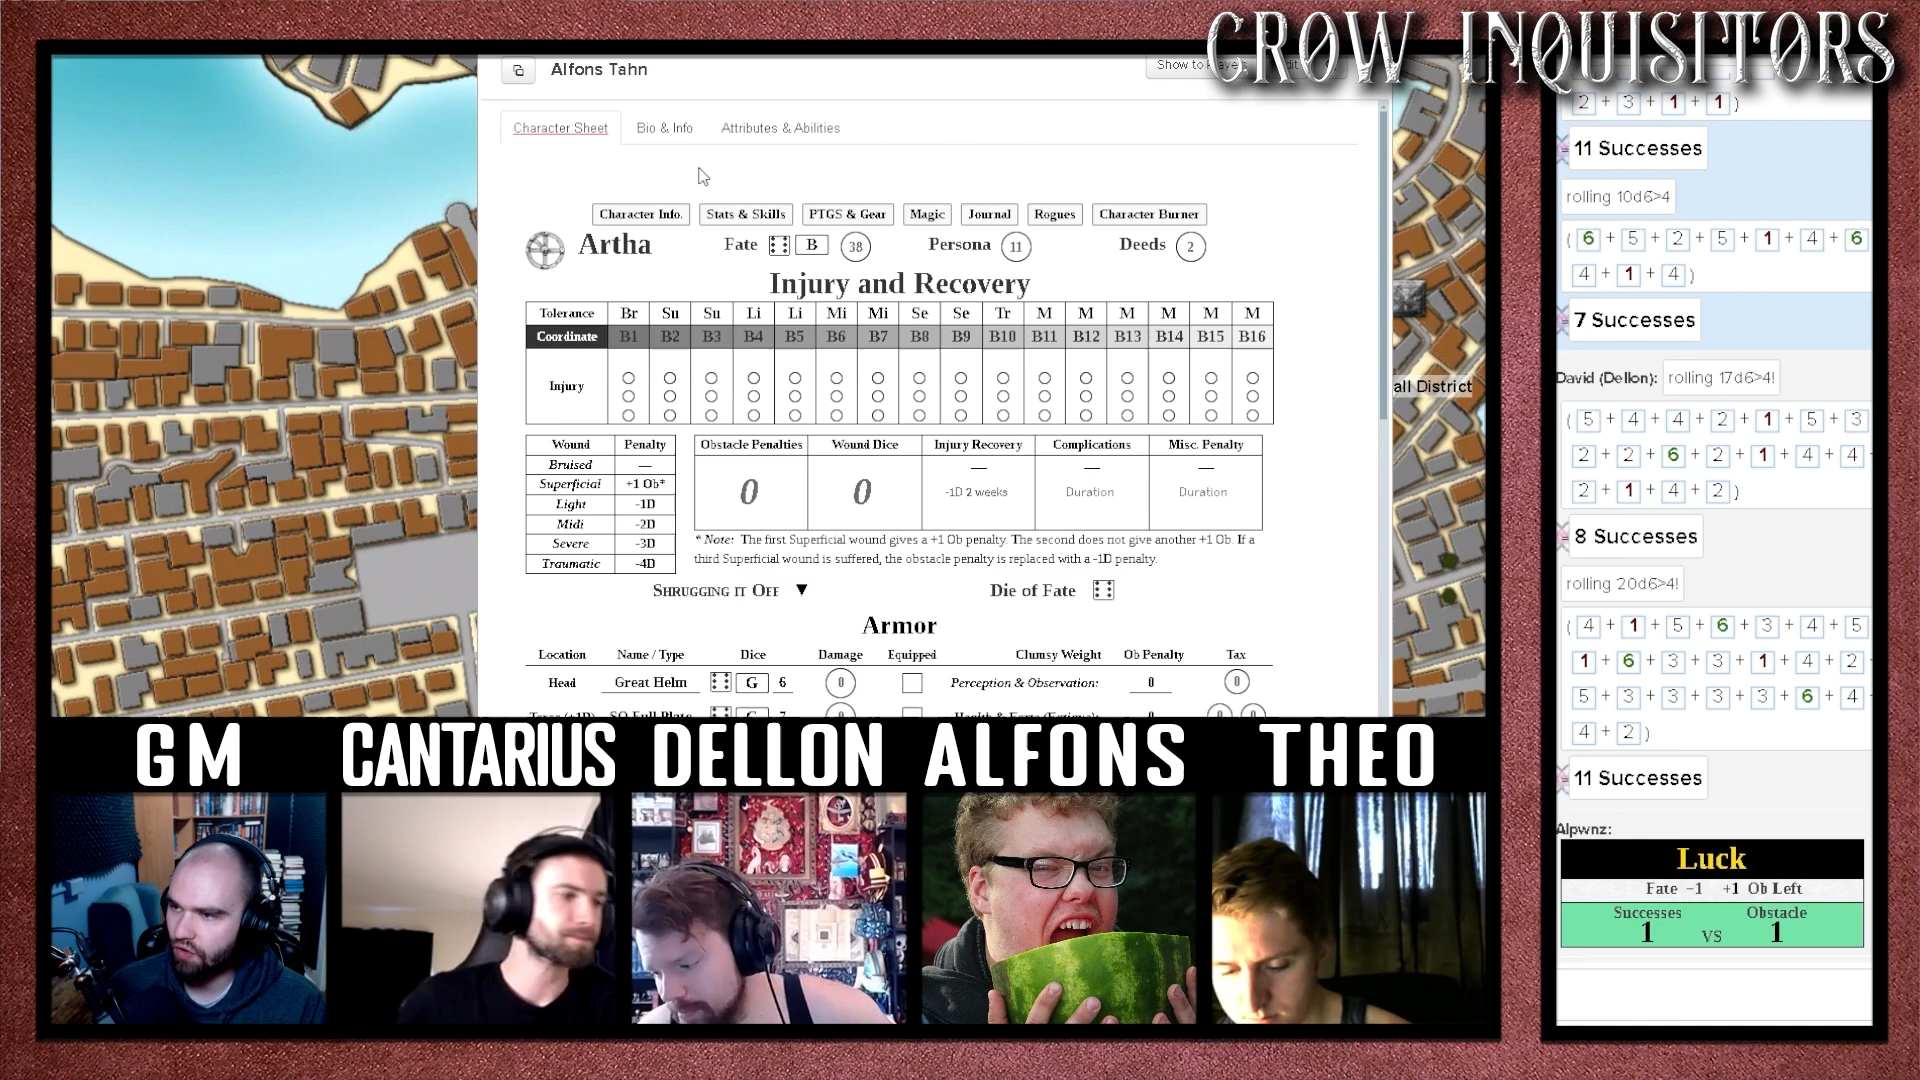 CROW INQUISITORS
Alfons Tahn
Show to
Character Sheet
Bio & Info
Attributes & Abilities
Character Info.
Stats & Skills
PTGS & Gear
Magic
Journal
Rogues
Character Burner
Artha
Fate B 38
Persona 11
Deeds 2
Injury and Recovery
Tolerance Br Su Su Li Li Mi Mi Se Se Tr M M M M M M
Coordinate B1 B2 B3 B4 B5 B6 B7 B8 B9 B10 B11 B12 B13 B14 B15 B16
Injury
Wound Penalty
Bruised —
Superficial +1 Ob*
Light -1D
Midi -2D
Severe -3D
Traumatic -4D
Obstacle Penalties Wound Dice Injury Recovery Complications Misc. Penalty
— — —
0 0 -1D 2 weeks Duration Duration
* Note: The first Superficial wound gives a +1 Ob penalty. The second does not give another +1 Ob. If a
third Superficial wound is suffered, the obstacle penalty is replaced with a -1D penalty.
Shrugging it Off ▼
Die of Fate
Armor
Location Name / Type Dice Damage Equipped Clumsy Weight Ob Penalty Tax
Head Great Helm G 6 0 Perception & Observation: 0 0
all District
GM
CANTARIUS
DELLON
ALFONS
THEO
2 + 3 + 1 + 1 )
11 Successes
rolling 10d6>4
( 6 + 5 + 2 + 5 + 1 + 4 + 6
4 + 1 + 4 )
7 Successes
David (Dellon): rolling 17d6>4!
( 5 + 4 + 4 + 2 + 1 + 5 + 3
2 + 2 + 6 + 2 + 1 + 4 + 4 +
2 + 1 + 4 + 2 )
8 Successes
rolling 20d6>4!
( 4 + 1 + 5 + 6 + 3 + 4 + 5
1 + 6 + 3 + 3 + 1 + 4 + 2 +
5 + 3 + 3 + 3 + 3 + 6 + 4
4 + 2 )
11 Successes
Alpwnz:
Luck
Fate −1 +1 Ob Left
Successes Obstacle
1 VS 1